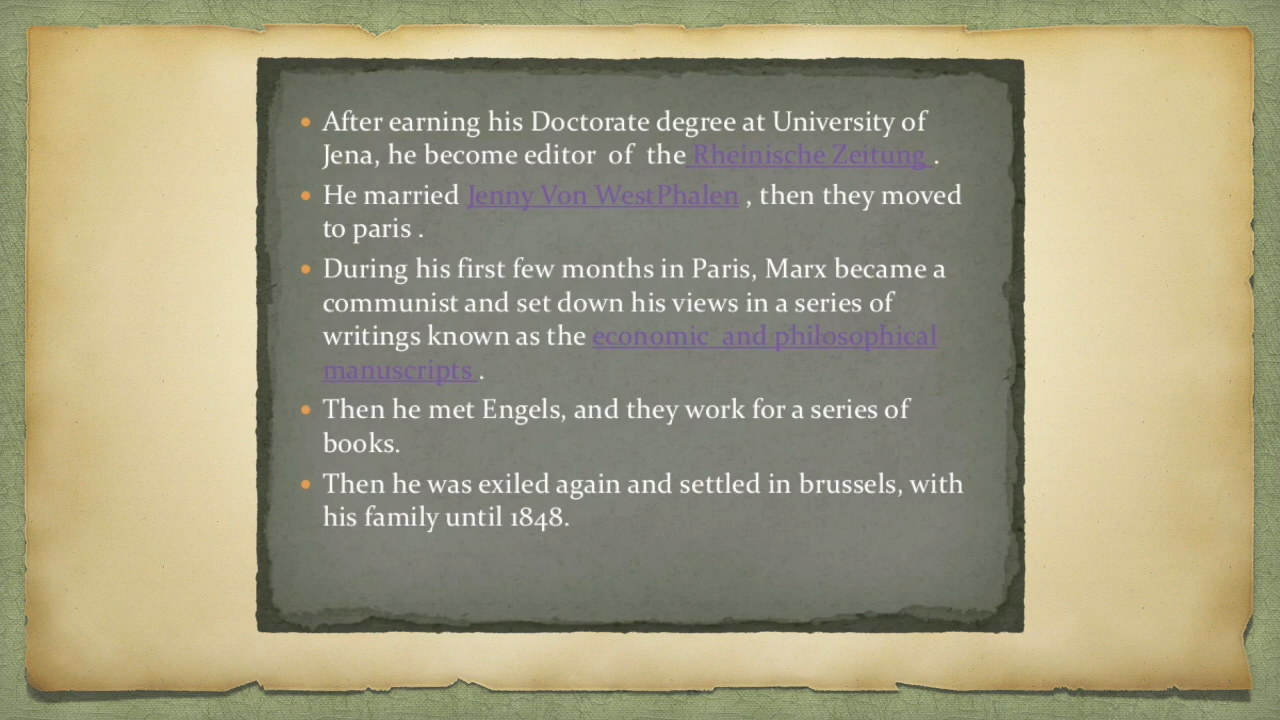 • After earning his Doctorate degree at University of
Jena, he become editor of the Rheinische Zeitung .
• He married Jenny Von WestPhalen , then they moved
to paris .
• During his first few months in Paris, Marx became a
communist and set down his views in a series of
writings known as the economic and philosophical
manuscripts .
• Then he met Engels, and they work for a series of
books.
• Then he was exiled again and settled in brussels, with
his family until 1848.